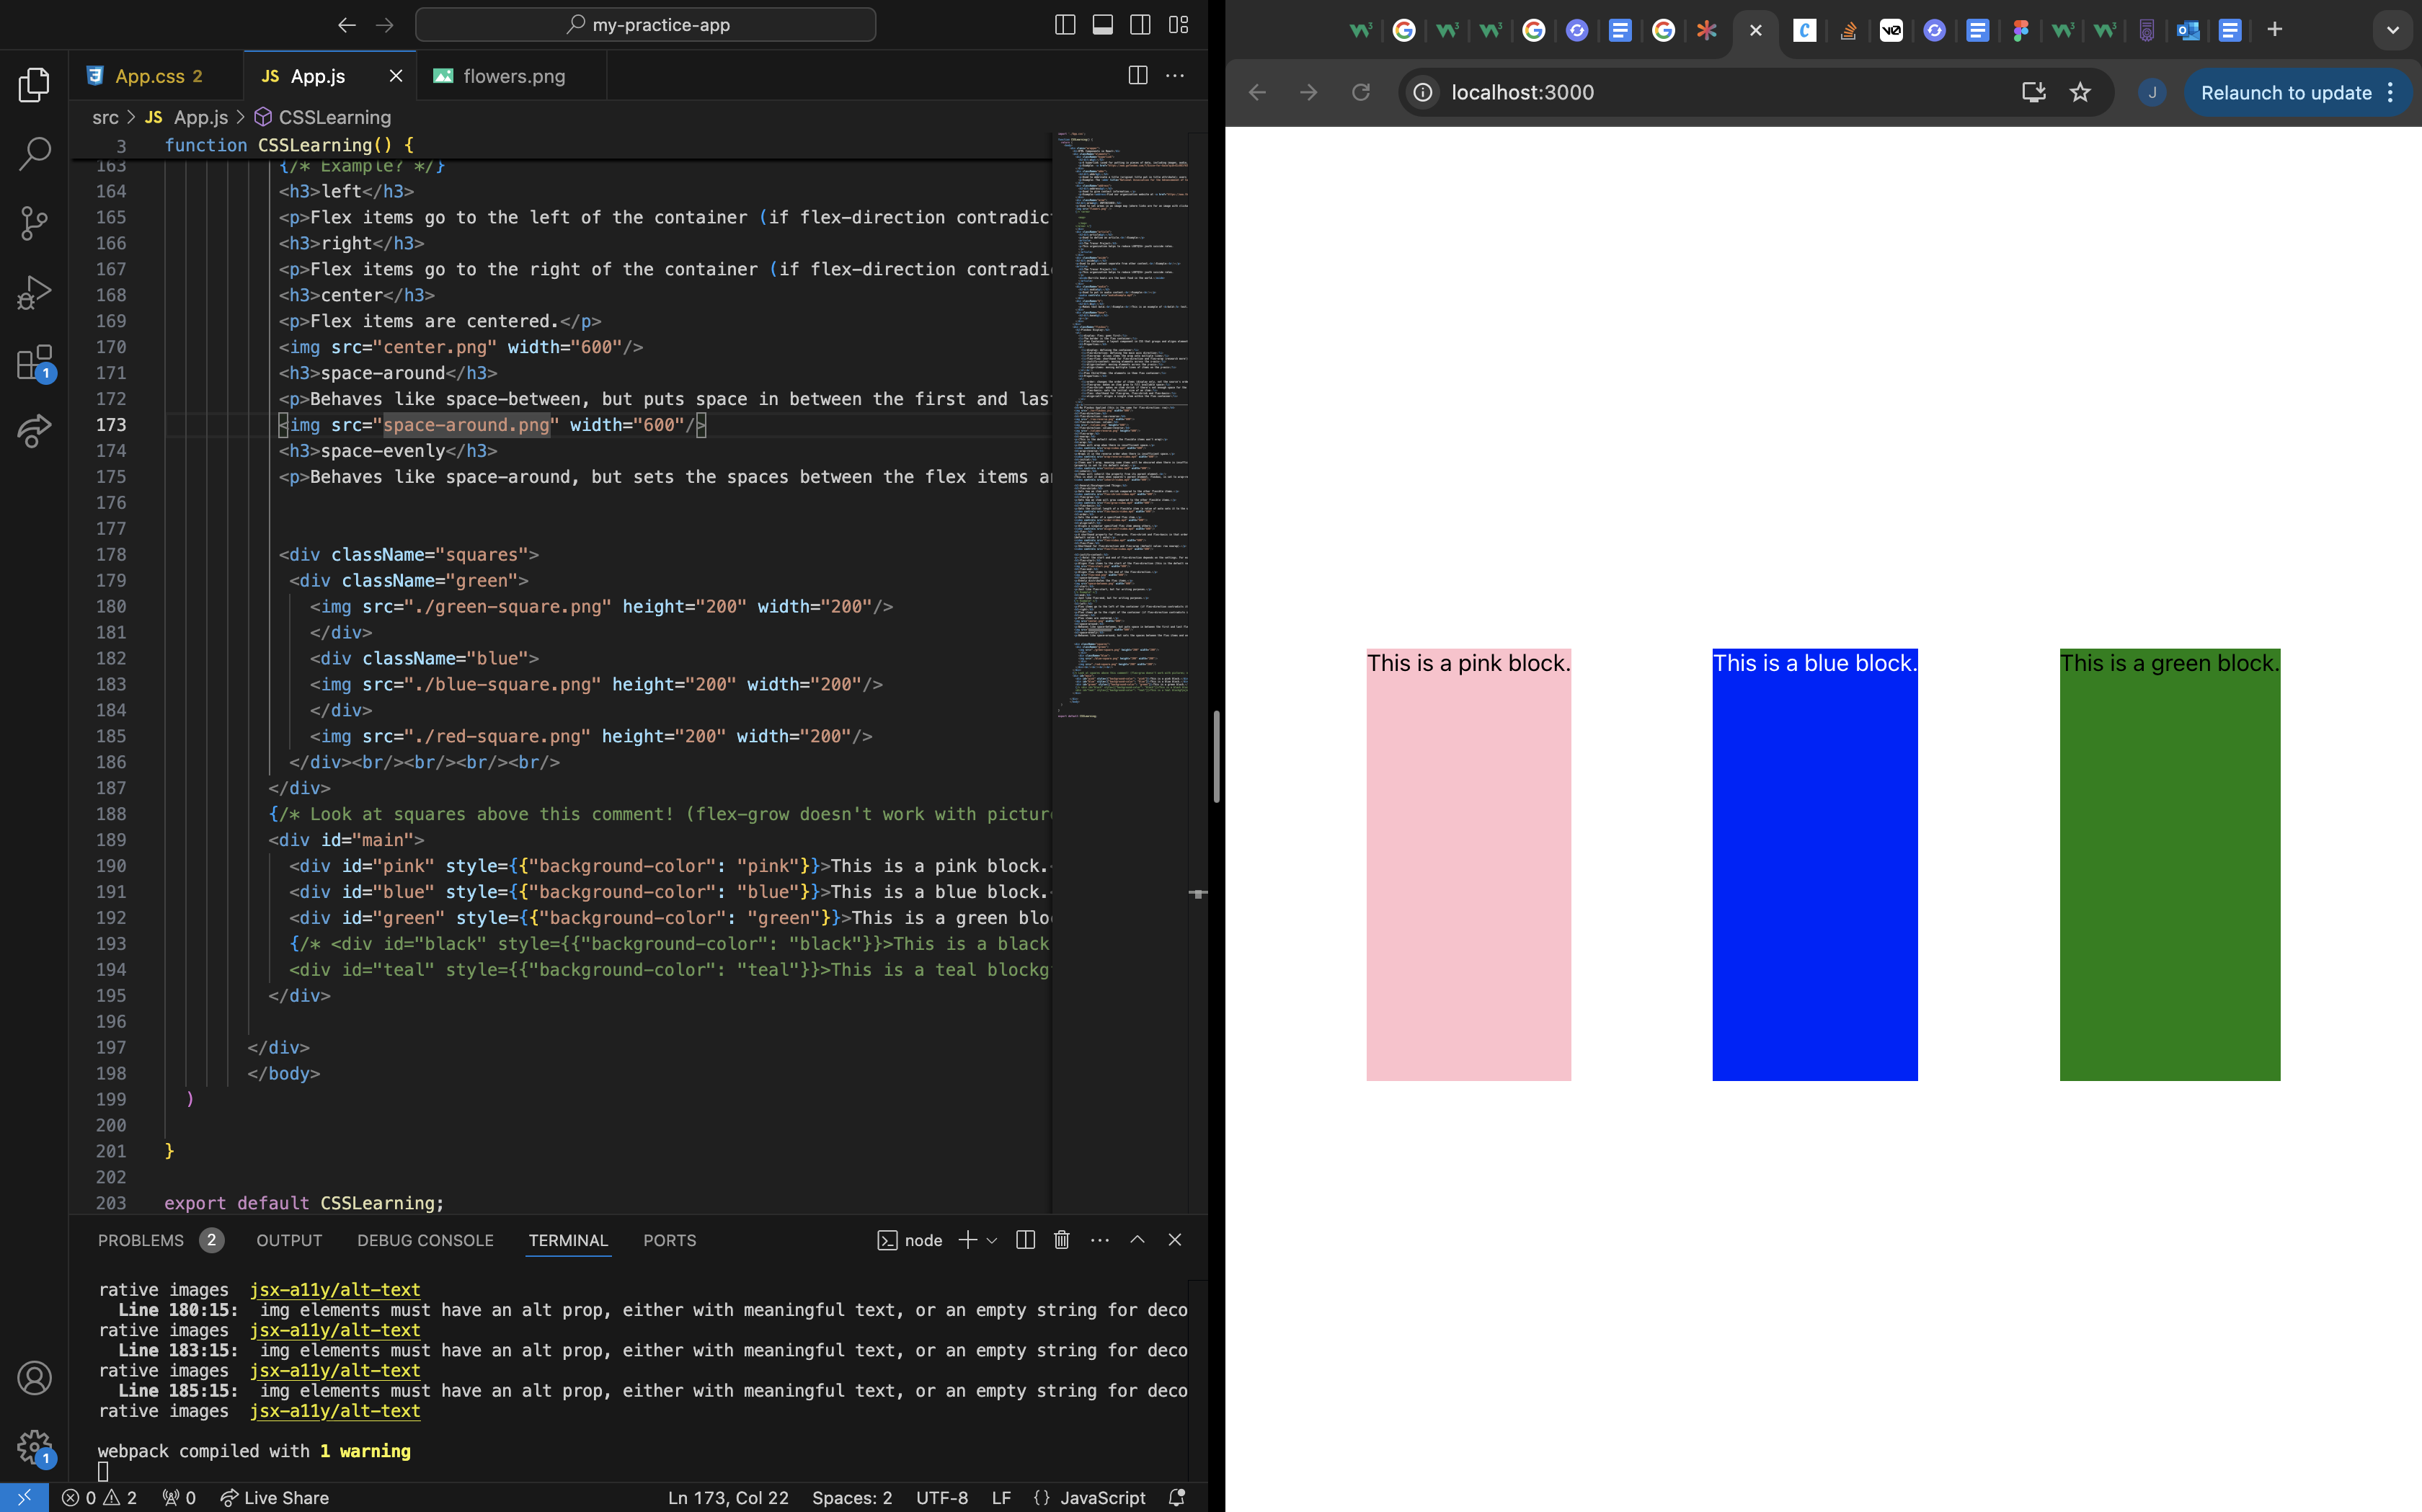 my-practice-app
App.css 2
JS App.js
flowers.png
src > JS App.js > CSSLearning
3 function CSSLearning() {
163 {/* Example? */}
164 <h3>left</h3>
165 <p>Flex items go to the left of the container (if flex-direction contradic
166 <h3>right</h3>
167 <p>Flex items go to the right of the container (if flex-direction contradi
168 <h3>center</h3>
169 <p>Flex items are centered.</p>
170 <img src="center.png" width="600"/>
171 <h3>space-around</h3>
172 <p>Behaves like space-between, but puts space in between the first and las
173 <img src="space-around.png" width="600"/>
174 <h3>space-evenly</h3>
175 <p>Behaves like space-around, but sets the spaces between the flex items a
176
177
178 <div className="squares">
179 <div className="green">
180 <img src="./green-square.png" height="200" width="200"/>
181 </div>
182 <div className="blue">
183 <img src="./blue-square.png" height="200" width="200"/>
184 </div>
185 <img src="./red-square.png" height="200" width="200"/>
186 </div><br/><br/><br/><br/>
187 </div>
188 {/* Look at squares above this comment! (flex-grow doesn't work with pictur
189 <div id="main">
190 <div id="pink" style={{"background-color": "pink"}}>This is a pink block.
191 <div id="blue" style={{"background-color": "blue"}}>This is a blue block.
192 <div id="green" style={{"background-color": "green"}}>This is a green blo
193 {/* <div id="black" style={{"background-color": "black"}}>This is a black
194 <div id="teal" style={{"background-color": "teal"}}>This is a teal blockg
195 </div>
196
197 </div>
198 </body>
199 )
200
201 }
202
203 export default CSSLearning;
PROBLEMS 2 OUTPUT DEBUG CONSOLE TERMINAL PORTS
node
rative images jsx-a11y/alt-text
Line 180:15: img elements must have an alt prop, either with meaningful text, or an empty string for deco
rative images jsx-a11y/alt-text
Line 183:15: img elements must have an alt prop, either with meaningful text, or an empty string for deco
rative images jsx-a11y/alt-text
Line 185:15: img elements must have an alt prop, either with meaningful text, or an empty string for deco
rative images jsx-a11y/alt-text
webpack compiled with 1 warning
1
1
0 2 0 Live Share
Ln 173, Col 22 Spaces: 2 UTF-8 LF {} JavaScript
localhost:3000
J
Relaunch to update
This is a pink block.
This is a blue block.
This is a green block.